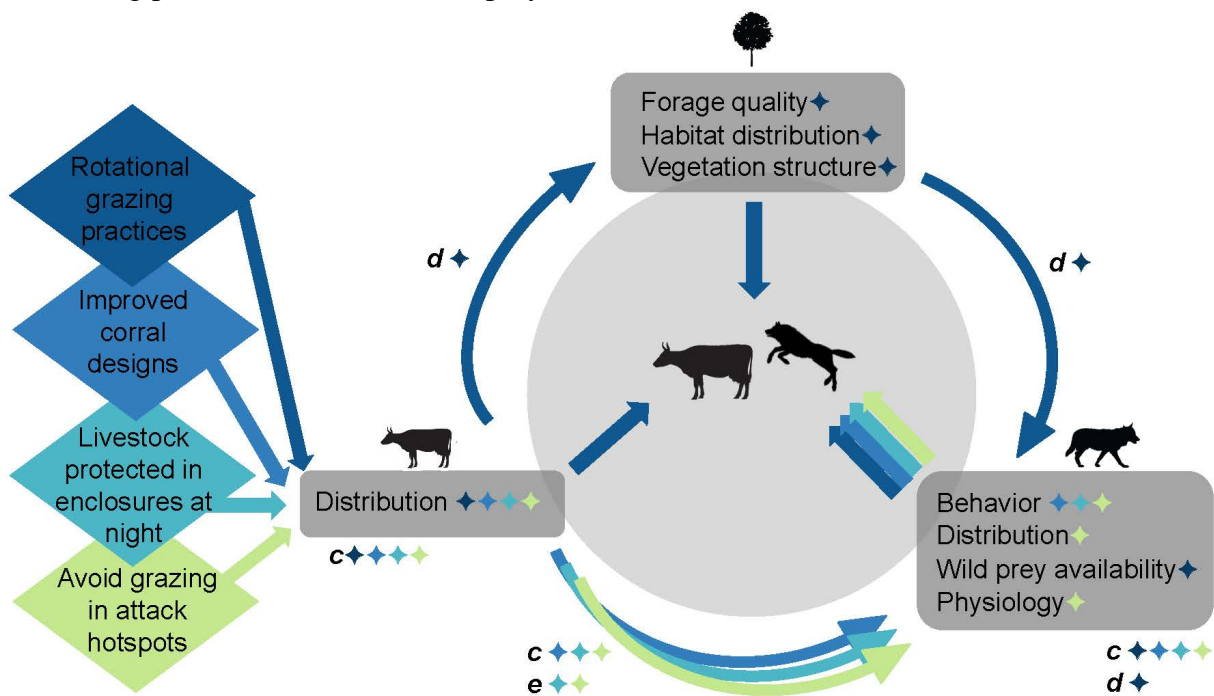 Rotational
grazing
practices
Improved
corral
designs
Livestock
protected in
enclosures at
night
Avoid grazing
in attack
hotspots
Distribution
c
d
Forage quality
Habitat distribution
Vegetation structure
d
c
e
Behavior
Distribution
Wild prey availability
Physiology
c
d